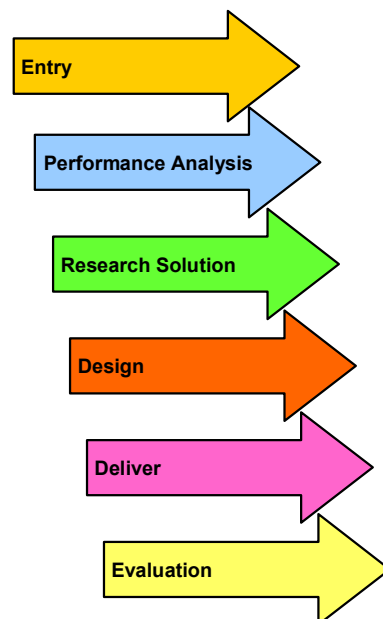 Entry
Performance Analysis
Research Solution
Design
Deliver
Evaluation